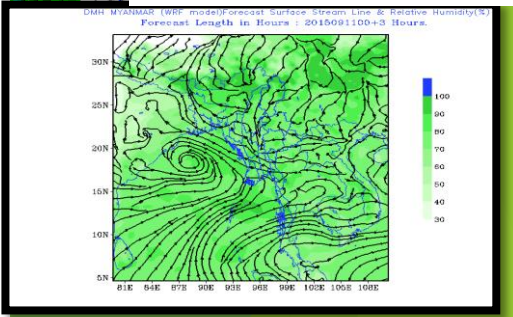 DMH MYANMAR (WRF model)Forecast Surface Stream Line & Relative Humidity(%)
Forecast Length in Hours : 2015091100+3 Hours.
30N
25N
20N
15N
10N
5N
81E 84E 87E 90E 93E 96E 99E 102E 105E 108E
100
90
80
70
60
50
40
30